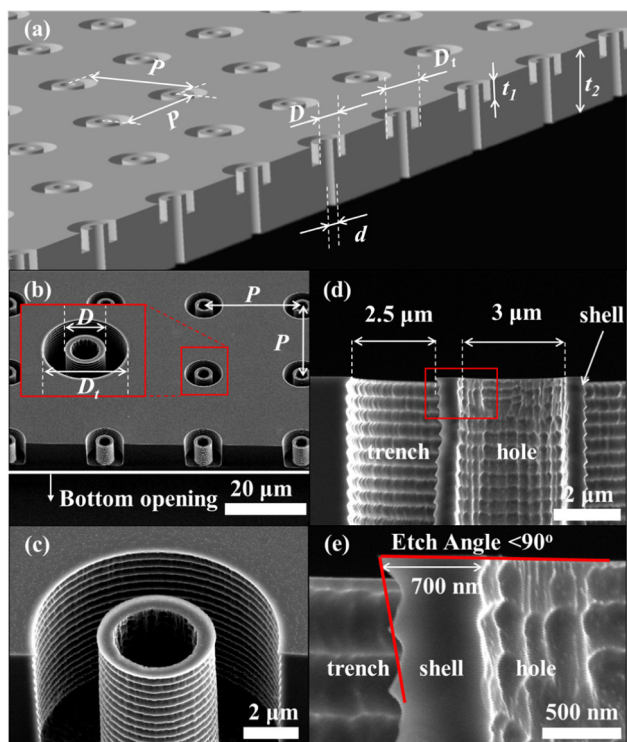 (a)
P
P
D
Dt
t1
t2
d
(b)
P
D
P
Dt
Bottom opening
20 μm
(c)
2 μm
(d)
2.5 μm
3 μm
shell
trench
hole
2 μm
(e)
Etch Angle <90o
700 nm
trench
shell
hole
500 nm